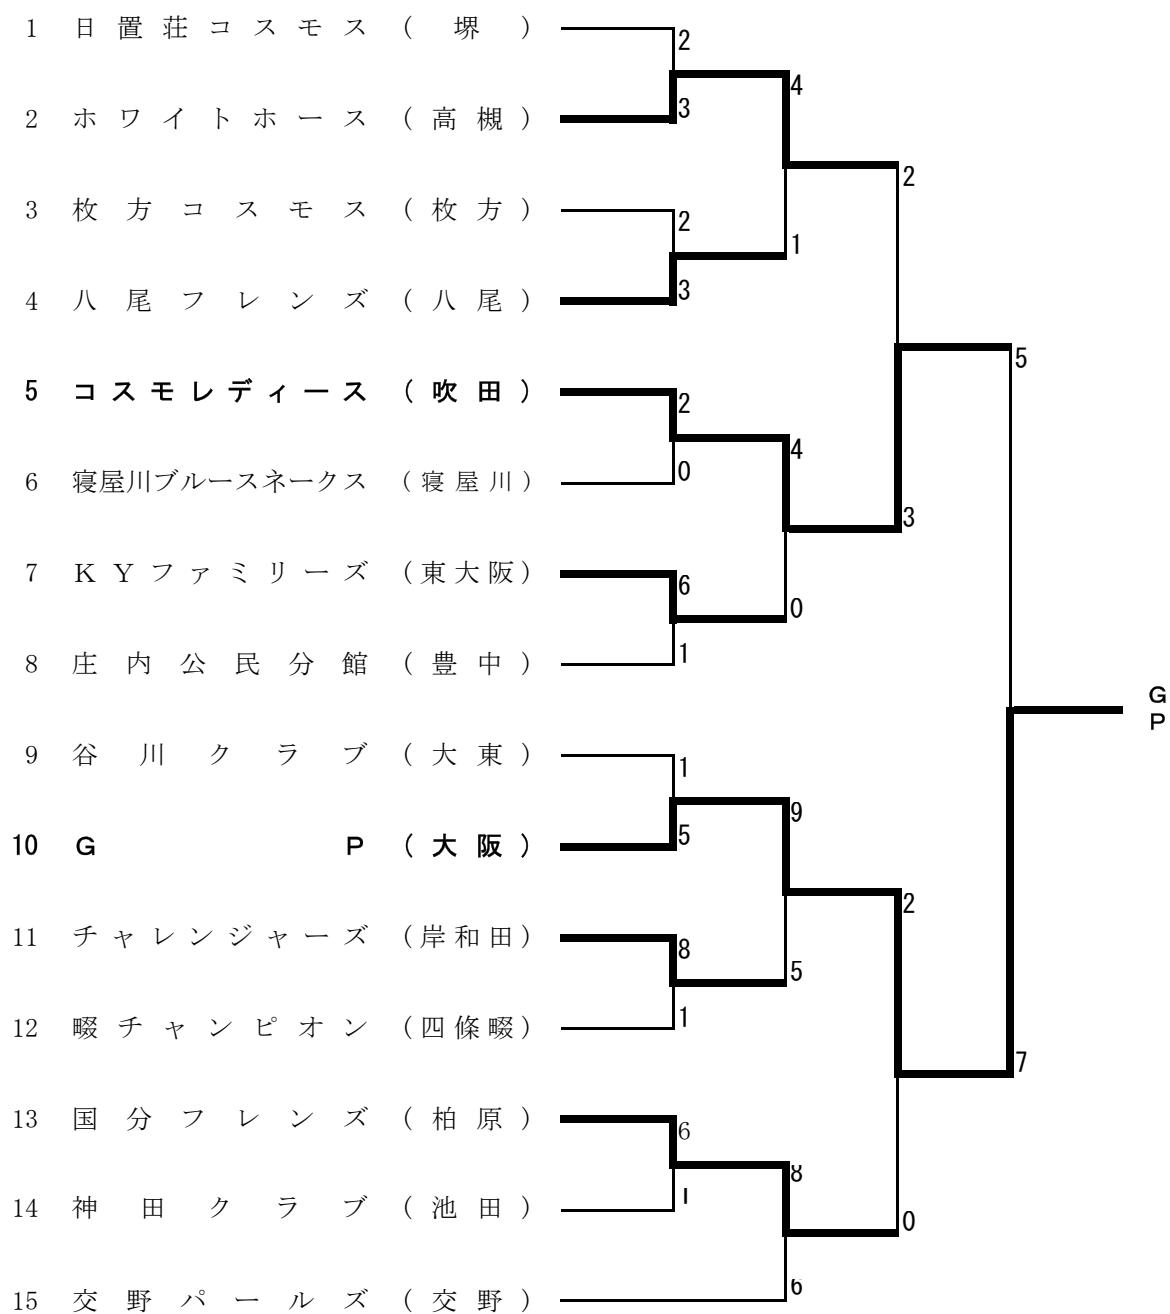 1 日置荘コスモス (堺)
2
4
2 ホワイトホース (高槻)
3
2
3 枚方コスモス (枚方)
2
1
4 八尾フレンズ (八尾)
3
5
5 コスモレディース (吹田)
2
4
6 寝屋川ブルースネークス (寝屋川)
0
3
7 KYファミリーズ (東大阪)
6
0
8 庄内公民分館 (豊中)
1
G
P
9 谷川クラブ (大東)
1
9
10 GP (大阪)
5
2
11 チャレンジャーズ (岸和田)
8
5
12 畷チャンピオン (四條畷)
1
7
13 国分フレンズ (柏原)
6
8
14 神田クラブ (池田)
1
0
15 交野パールズ (交野)
6